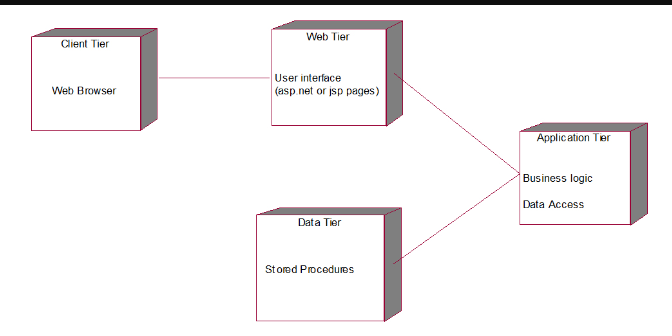 Client Tier
Web Browser
Web Tier
User interface
(asp.net or jsp pages)
Application Tier
Business logic
Data Access
Data Tier
Stored Procedures